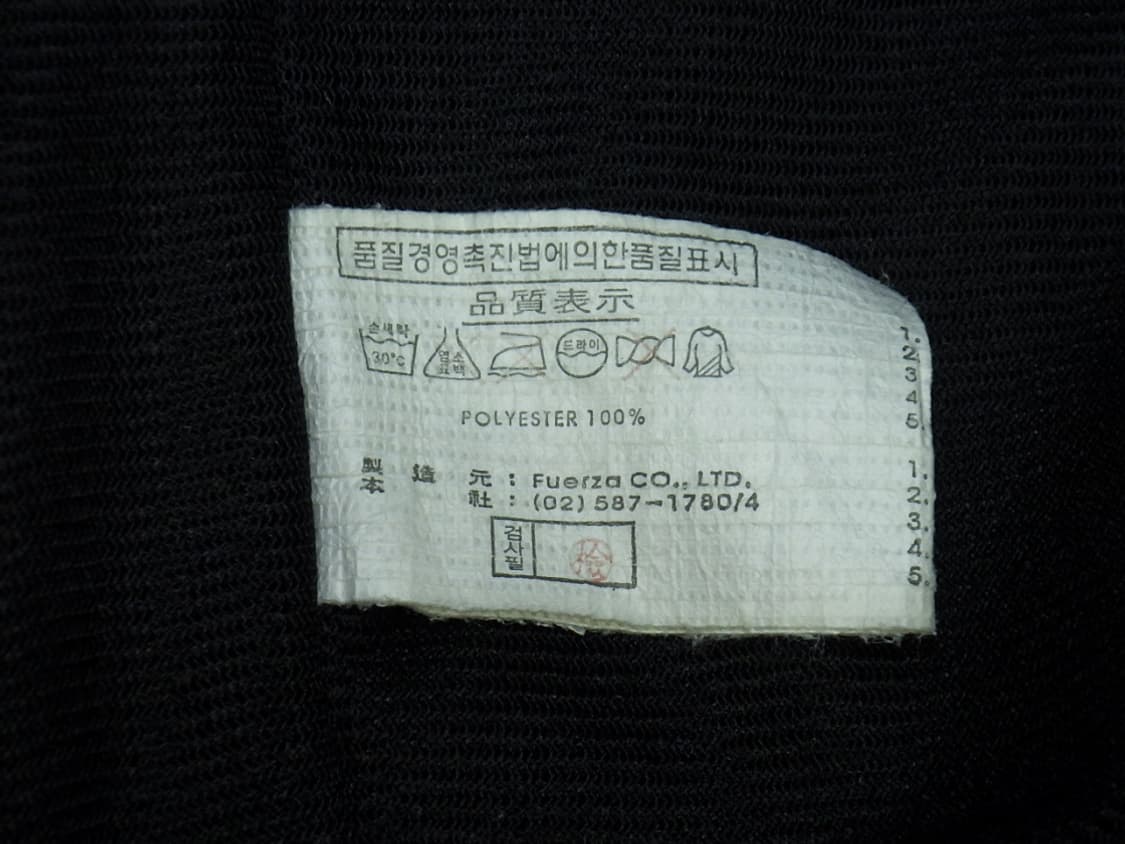 품질경영촉진법에의한품질표시
品質表示
손세탁 30℃ 염소표백 드라이
POLYESTER 100%
製造元 : Fuerza CO., LTD.
本社 : (02) 587-1780/4
검사필 檢
1.
2.
3
4
5.
1.
2.
3.
4.
5.